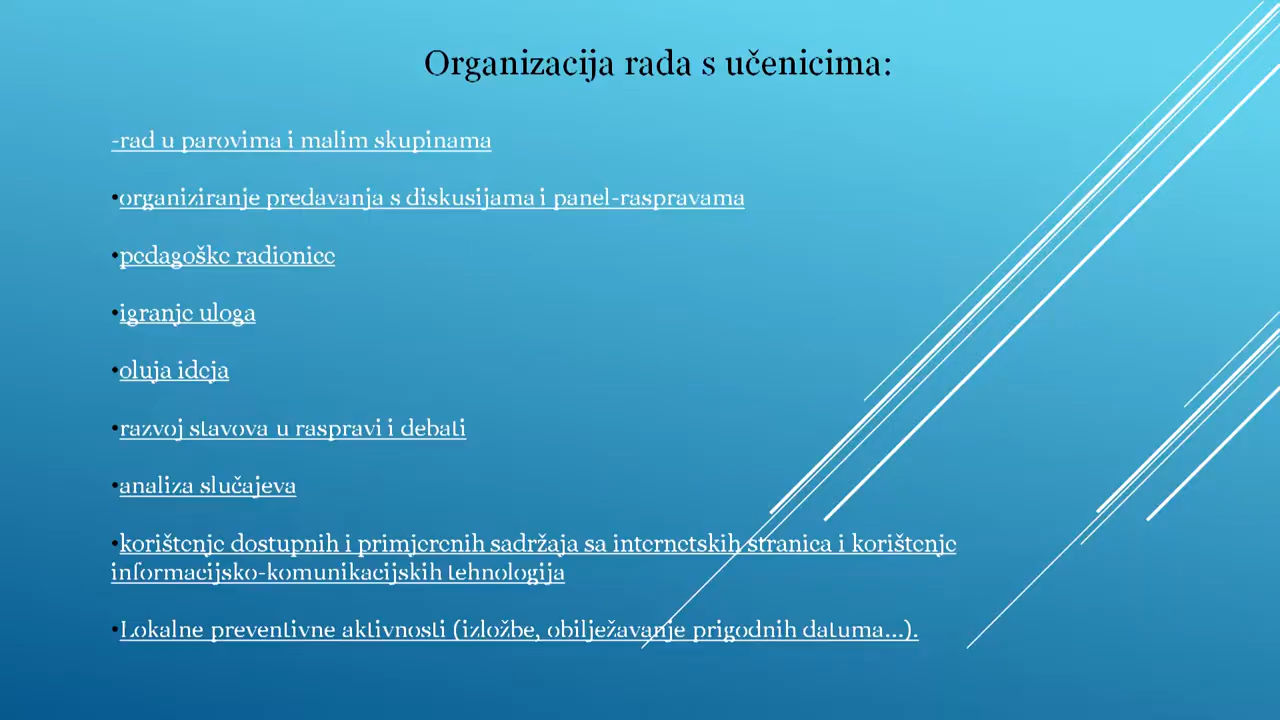 Organizacija rada s učenicima:
-rad u parovima i malim skupinama
•organiziranje predavanja s diskusijama i panel-raspravama
•pedagoške radionice
•igranje uloga
•oluja ideja
•razvoj stavova u raspravi i debati
•analiza slučajeva
•korištenje dostupnih i primjerenih sadržaja sa internetskih stranica i korištenje
informacijsko-komunikacijskih tehnologija
•Lokalne preventivne aktivnosti (izložbe, obilježavanje prigodnih datuma...).